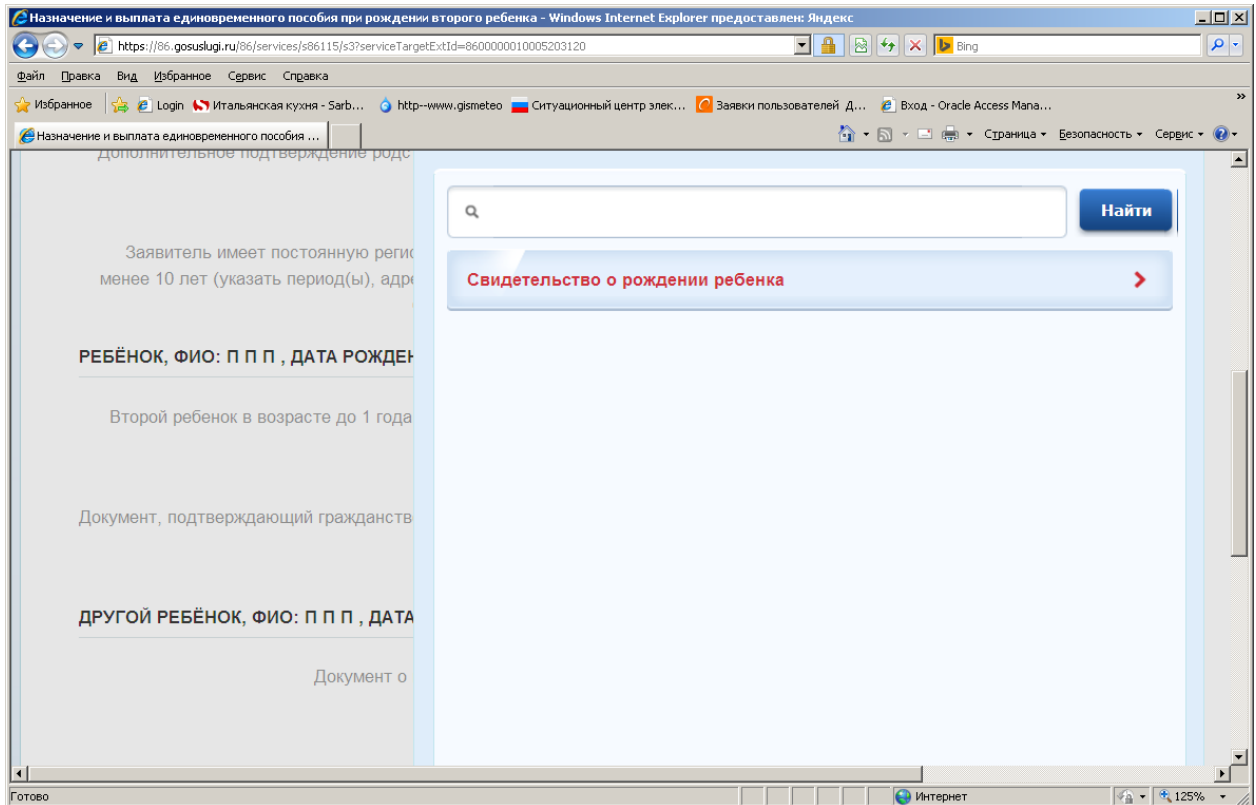 Назначение и выплата единовременного пособия при рождении второго ребенка - Windows Internet Explorer предоставлен: Яндекс
https://86.gosuslugi.ru/86/services/s86115/s3?serviceTargetExtId=8600000010005203120
Bing
Файл Правка Вид Избранное Сервис Справка
Избранное Login Итальянская кухня - Sarb... http--www.gismeteo Ситуационный центр элек... Заявки пользователей Д... Вход - Oracle Access Mana... »
Назначение и выплата единовременного пособия ... Страница Безопасность Сервис
Дополнительное подтверждение родс
Найти
Заявитель имеет постоянную регис
менее 10 лет (указать период(ы), адре
Свидетельство о рождении ребенка
РЕБЁНОК, ФИО: П П П , ДАТА РОЖДЕН
Второй ребенок в возрасте до 1 года
Документ, подтверждающий гражданств
ДРУГОЙ РЕБЁНОК, ФИО: П П П , ДАТА
Документ о
Готово Интернет 125%